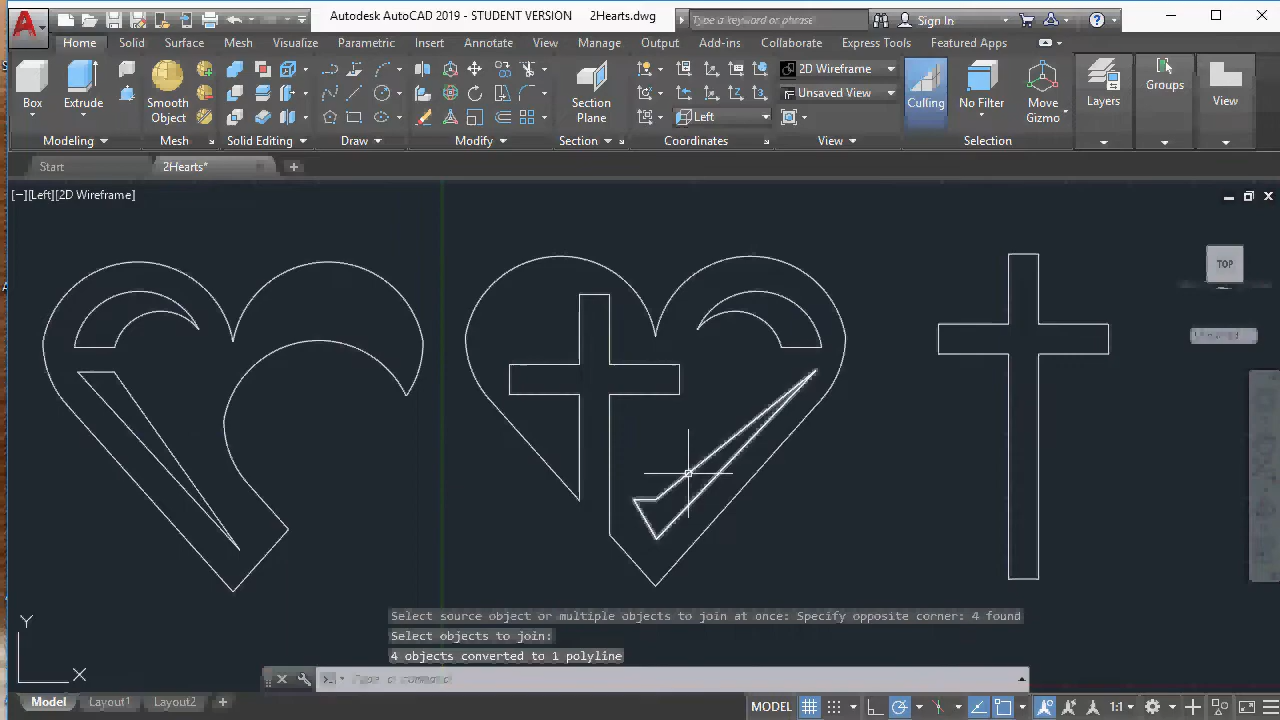 Autodesk AutoCAD 2019 - STUDENT VERSION 2Hearts.dwg
Type a keyword or phrase
Sign In
Home Solid Surface Mesh Visualize Parametric Insert Annotate View Manage Output Add-ins Collaborate Express Tools Featured Apps
Box
Extrude
Smooth
Object
Section
Plane
2D Wireframe
Unsaved View
Left
Culling
No Filter
Move
Gizmo
Layers
Groups
View
Modeling Mesh Solid Editing Draw Modify Section Coordinates View Selection
Start 2Hearts*
[−][Left][2D Wireframe]
TOP
Select source object or multiple objects to join at once: Specify opposite corner: 4 found
Select objects to join:
4 objects converted to 1 polyline
Y
X
Type a command
Model Layout1 Layout2
MODEL
1:1